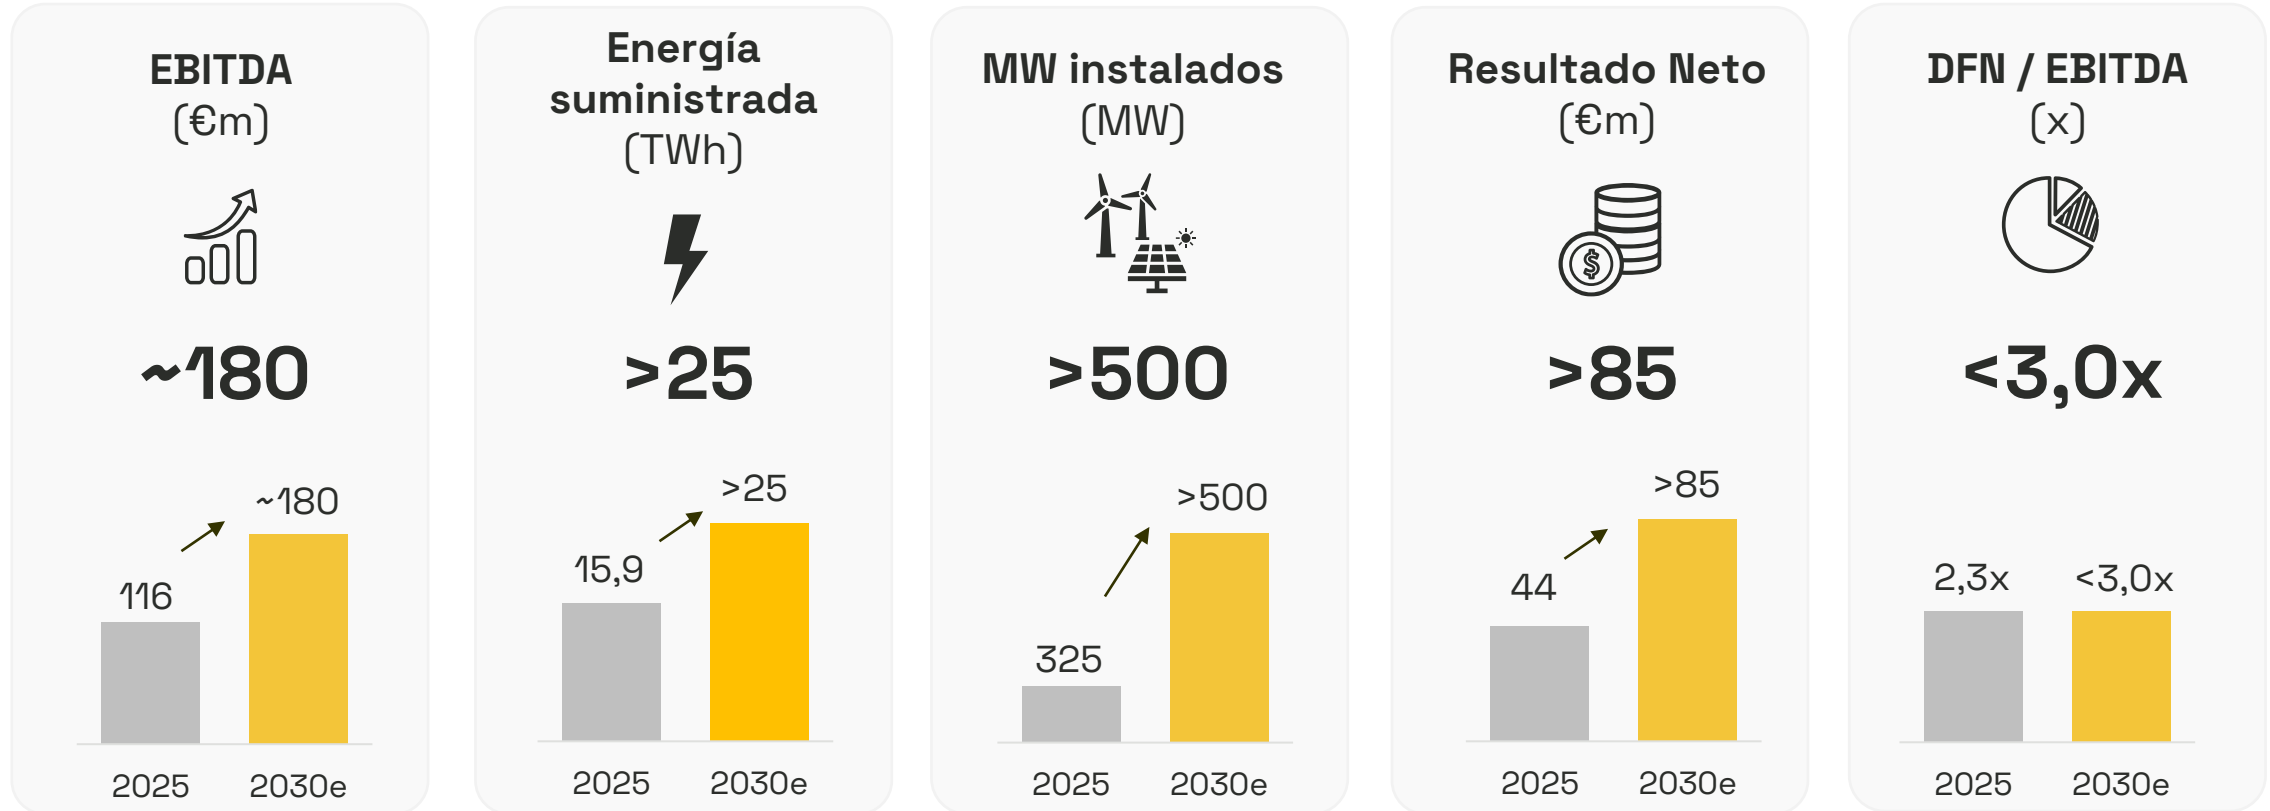 EBITDA
(€m)
~180
~180
116
2025
2030e
Energía
suministrada
(TWh)
>25
>25
15,9
2025
2030e
MW instalados
(MW)
>500
>500
325
2025
2030e
Resultado Neto
(€m)
$
>85
>85
44
2025
2030e
DFN / EBITDA
(x)
<3,0x
2,3x
<3,0x
2025
2030e